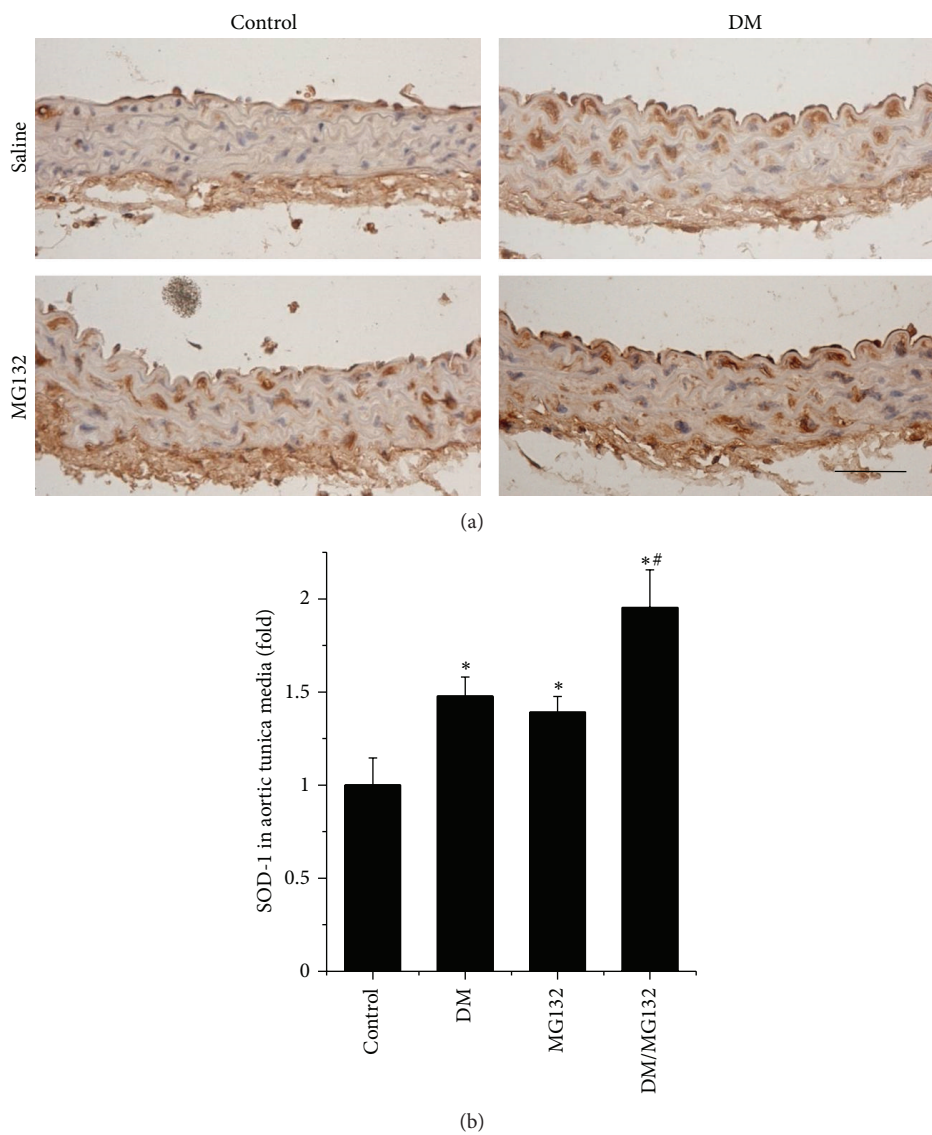 Control
DM
Saline
MG132
(a)
SOD-1 in aortic tunica media (fold)
2
1.5
1
0.5
0
*
*
*#
Control
DM
MG132
DM/MG132
(b)